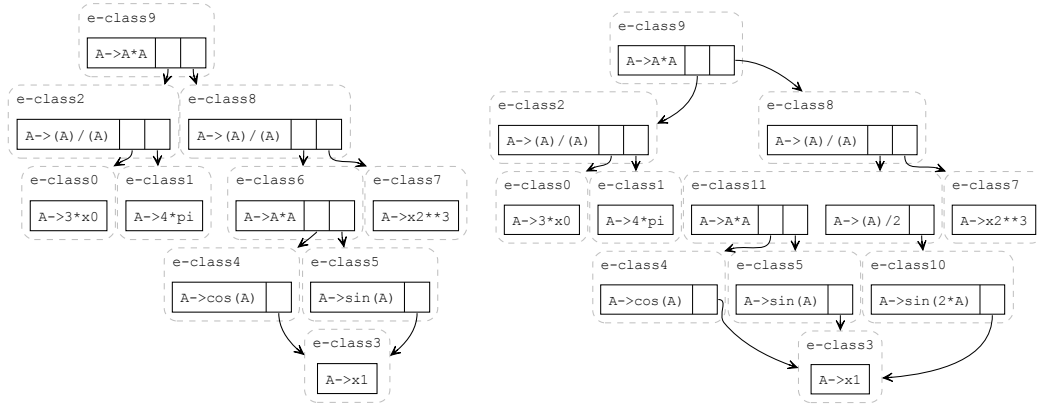 e-class9
A->A*A
e-class2
e-class8
A->(A)/(A)
A->(A)/(A)
e-class0
e-class1
e-class6
e-class7
A->3*x0
A->4*pi
A->A*A
A->x2**3
e-class4
e-class5
A->cos(A)
A->sin(A)
e-class3
A->x1
e-class9
A->A*A
e-class2
e-class8
A->(A)/(A)
A->(A)/(A)
e-class0
e-class1
e-class11
e-class7
A->3*x0
A->4*pi
A->A*A
A->(A)/2
A->x2**3
e-class4
e-class5
e-class10
A->cos(A)
A->sin(A)
A->sin(2*A)
e-class3
A->x1